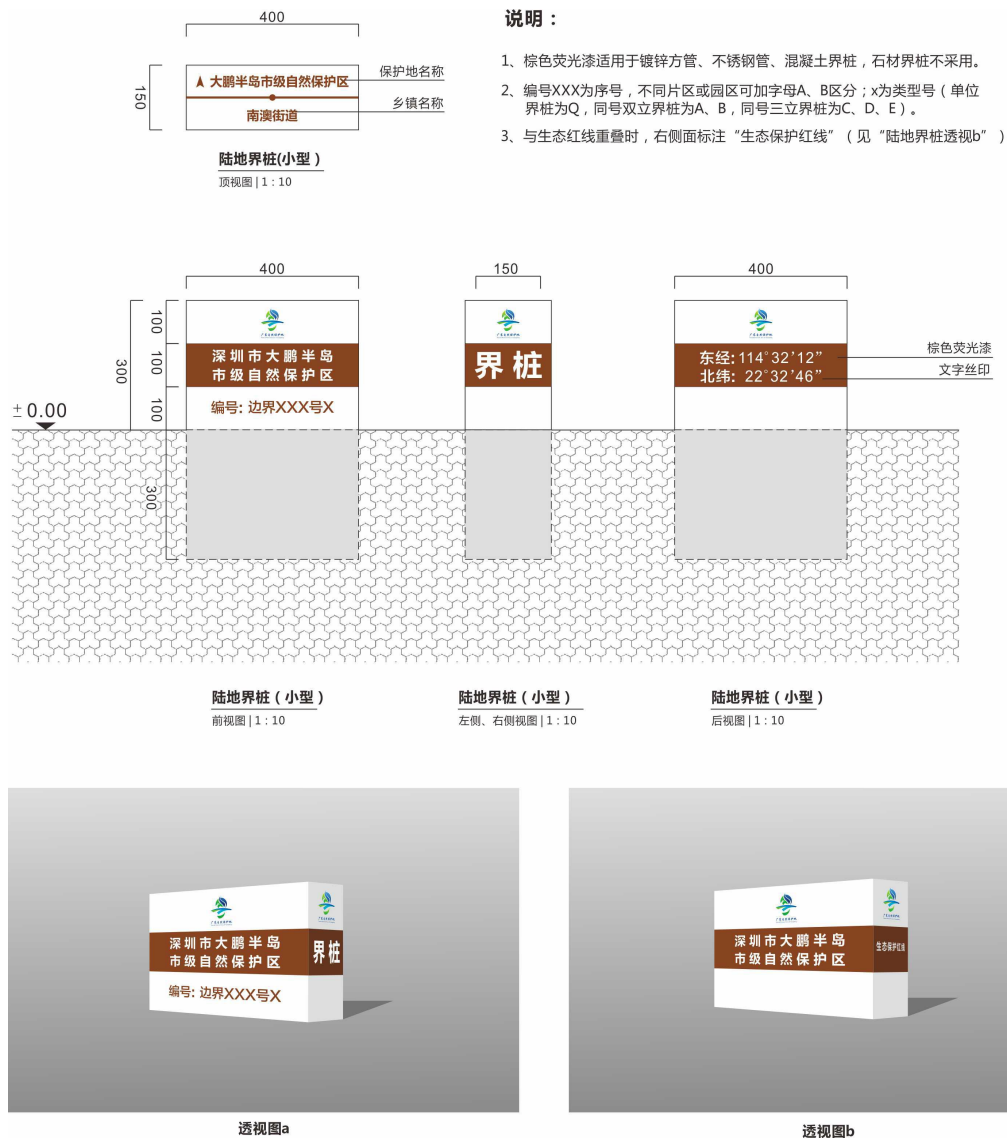 400
说明：
1、棕色荧光漆适用于镀锌方管、不锈钢管、混凝土界桩，石材界桩不采用。
2、编号XXX为序号，不同片区或园区可加字母A、B区分；x为类型号（单位
界桩为Q，同号双立界桩为A、B，同号三立界桩为C、D、E）。
3、与生态红线重叠时，右侧面标注“生态保护红线”（见“陆地界桩透视b”）
150
大鹏半岛市级自然保护区
保护地名称
南澳街道
乡镇名称
陆地界桩(小型）
顶视图 | 1：10
400
150
400
300
100
100
100
深圳市大鹏半岛
市级自然保护区
编号: 边界XXX号X
界桩
东经: 114°32’12”
北纬: 22°32’46”
棕色荧光漆
文字丝印
±0.00
300
陆地界桩（小型）
前视图 | 1：10
陆地界桩（小型）
左侧、右侧视图 | 1：10
陆地界桩（小型）
后视图 | 1：10
深圳市大鹏半岛
市级自然保护区
编号: 边界XXX号X
界桩
深圳市大鹏半岛
市级自然保护区
生态保护红线
透视图a
透视图b